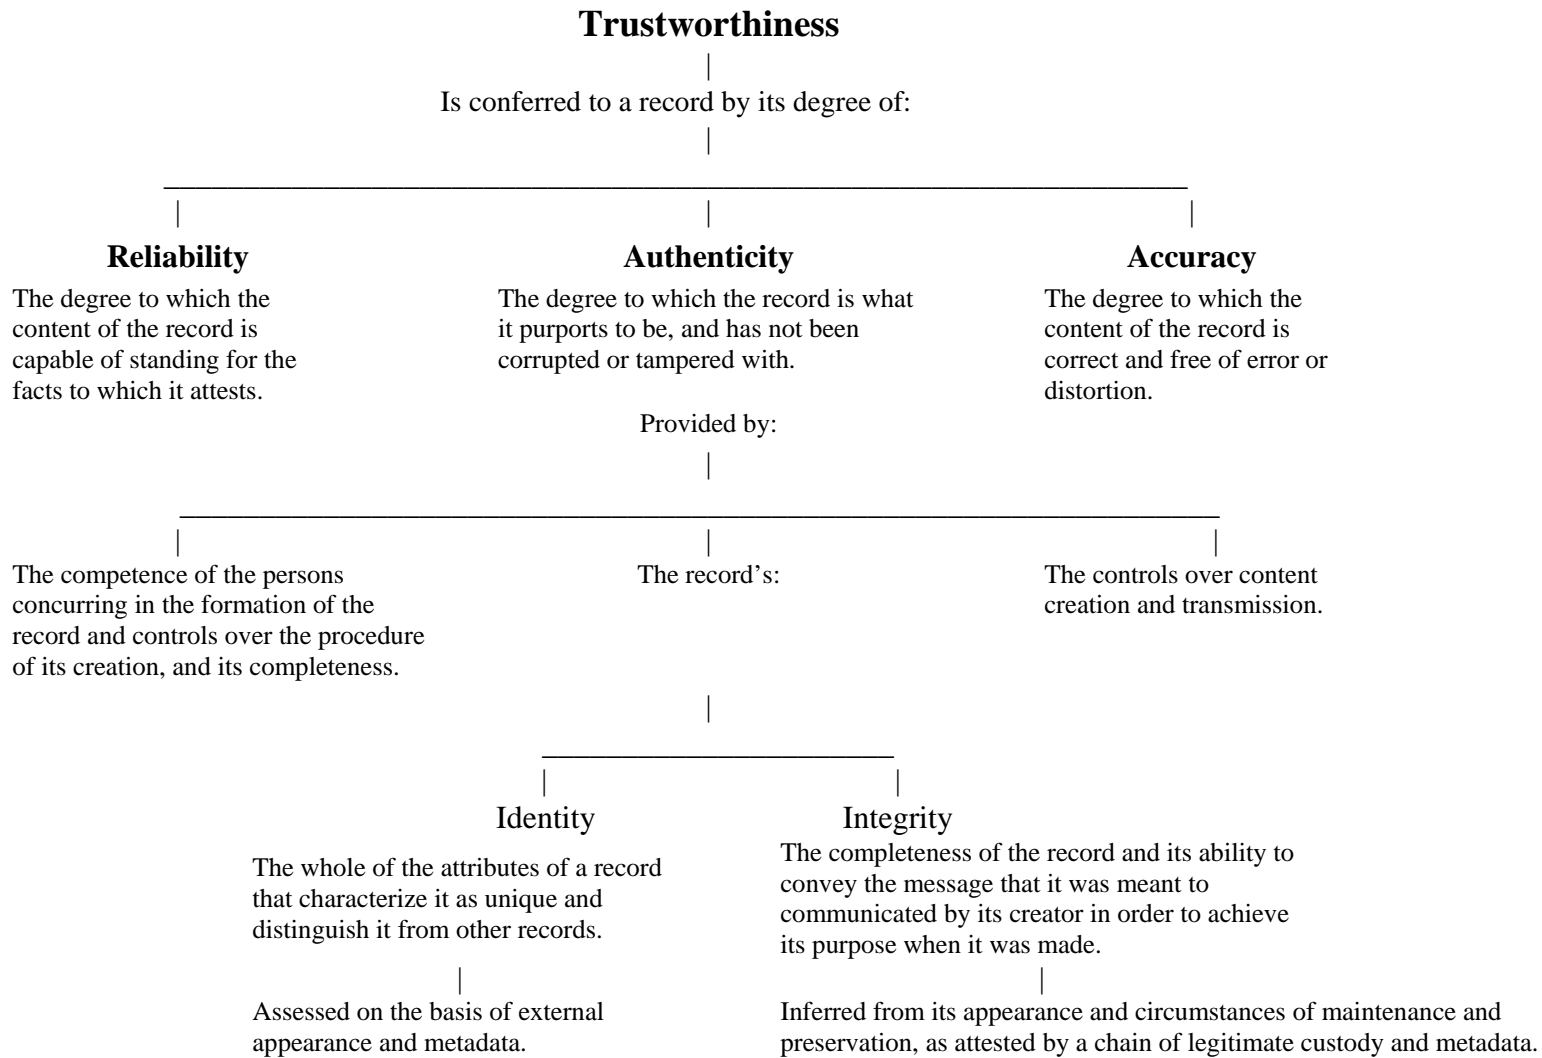 Trustworthiness
Is conferred to a record by its degree of:
Reliability
The degree to which the
content of the record is
capable of standing for the
facts to which it attests.
Authenticity
The degree to which the record is what
it purports to be, and has not been
corrupted or tampered with.
Accuracy
The degree to which the
content of the record is
correct and free of error or
distortion.
Provided by:
The competence of the persons
concurring in the formation of the
record and controls over the procedure
of its creation, and its completeness.
The record’s:
The controls over content
creation and transmission.
Identity
The whole of the attributes of a record
that characterize it as unique and
distinguish it from other records.
Assessed on the basis of external
appearance and metadata.
Integrity
The completeness of the record and its ability to
convey the message that it was meant to
communicated by its creator in order to achieve
its purpose when it was made.
Inferred from its appearance and circumstances of maintenance and
preservation, as attested by a chain of legitimate custody and metadata.